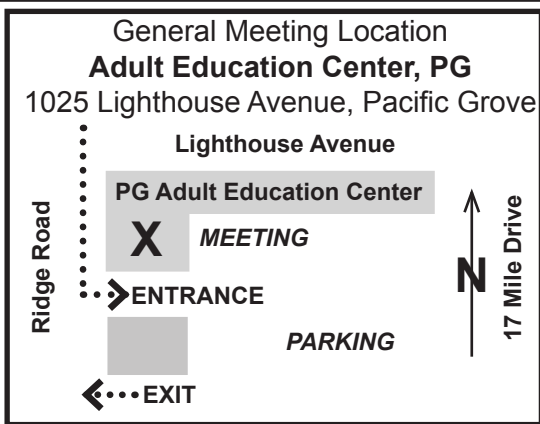 General Meeting Location
Adult Education Center, PG
1025 Lighthouse Avenue, Pacific Grove
Lighthouse Avenue
PG Adult Education Center
X MEETING
Ridge Road
N
17 Mile Drive
ENTRANCE
PARKING
EXIT